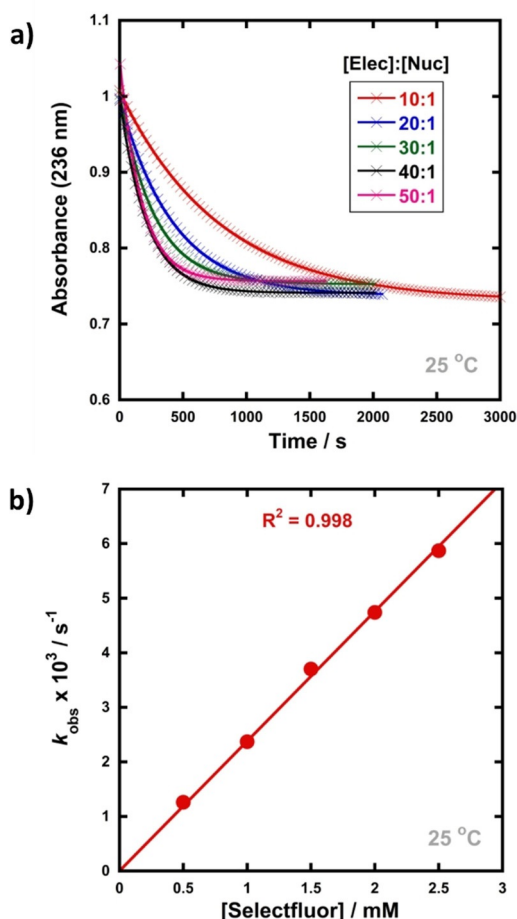 a)
1.1
1
0.9
0.8
0.7
0.6
Absorbance (236 nm)
[Elec]:[Nuc]
10:1
20:1
30:1
40:1
50:1
25 °C
0 500 1000 1500 2000 2500 3000
Time / s
b)
7
6
5
4
3
2
1
0
k_obs x 10³ / s⁻¹
R² = 0.998
25 °C
0 0.5 1 1.5 2 2.5 3
[Selectfluor] / mM